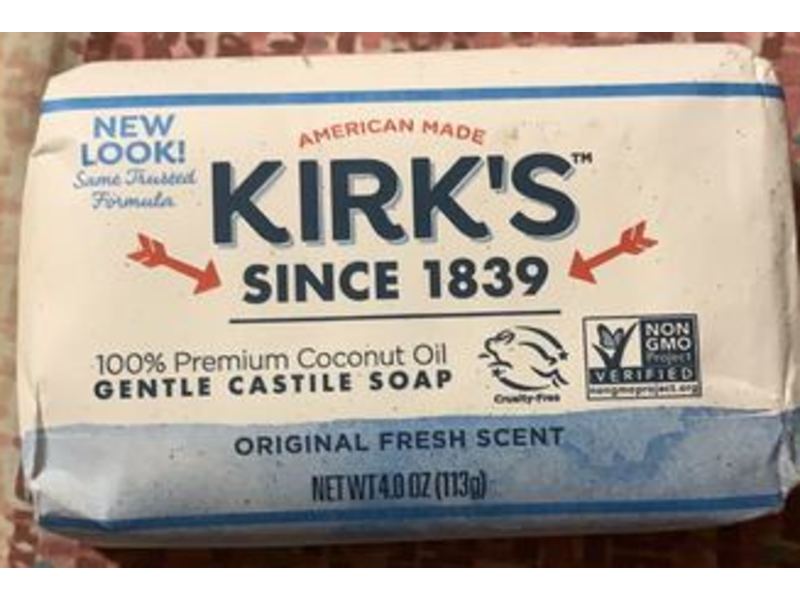 NEW
LOOK!
Same Trusted
Formula
AMERICAN MADE
KIRK'S™
SINCE 1839
100% Premium Coconut Oil
GENTLE CASTILE SOAP
Cruelty-Free
NON
GMO
Project
VERIFIED
nongmoproject.org
ORIGINAL FRESH SCENT
NET WT 4.0 OZ (113g)